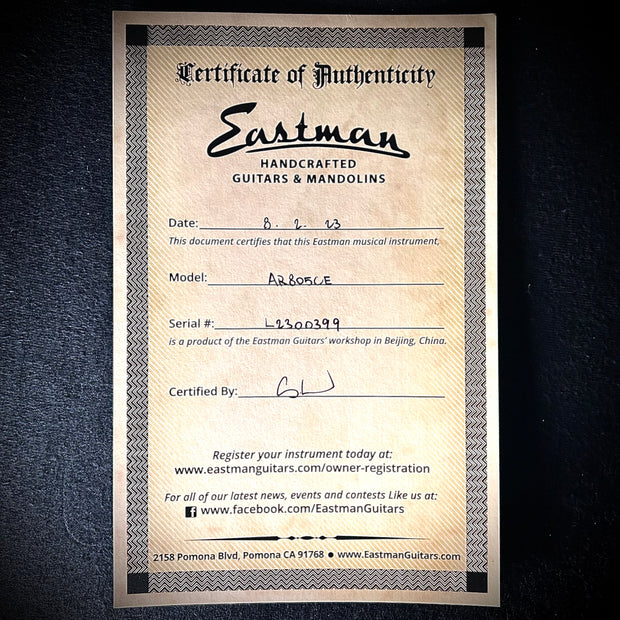 Certificate of Authenticity
Eastman
HANDCRAFTED
GUITARS & MANDOLINS
Date: 8. 2. 23
This document certifies that this Eastman musical instrument,
Model: AR805CE
Serial #: L2300399
is a product of the Eastman Guitars' workshop in Beijing, China.
Certified By:
Register your instrument today at:
www.eastmanguitars.com/owner-registration
For all of our latest news, events and contests Like us at:
f www.facebook.com/EastmanGuitars
2158 Pomona Blvd, Pomona CA 91768 ● www.EastmanGuitars.com